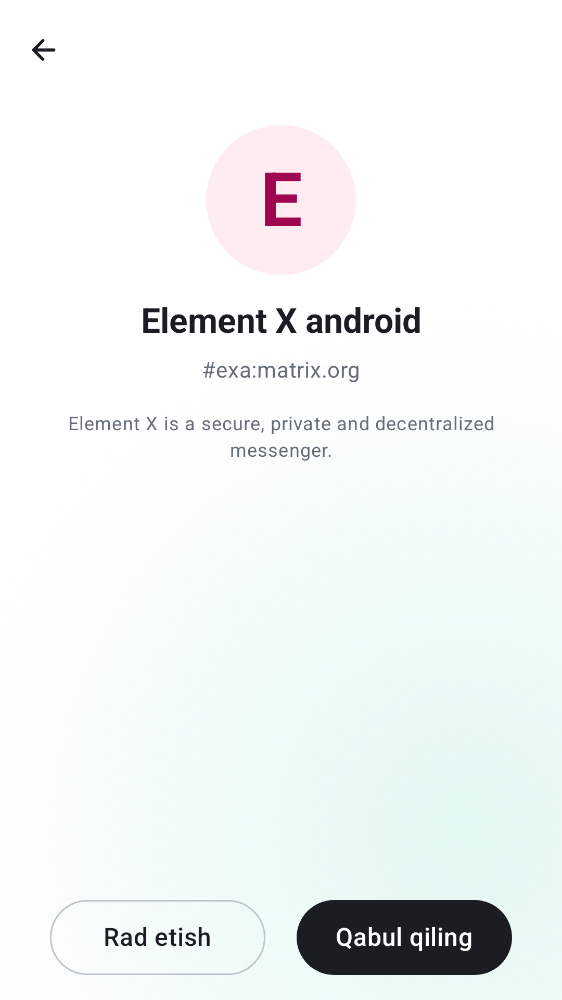 E
Element X android
#exa:matrix.org
Element X is a secure, private and decentralized
messenger.
Rad etish
Qabul qiling